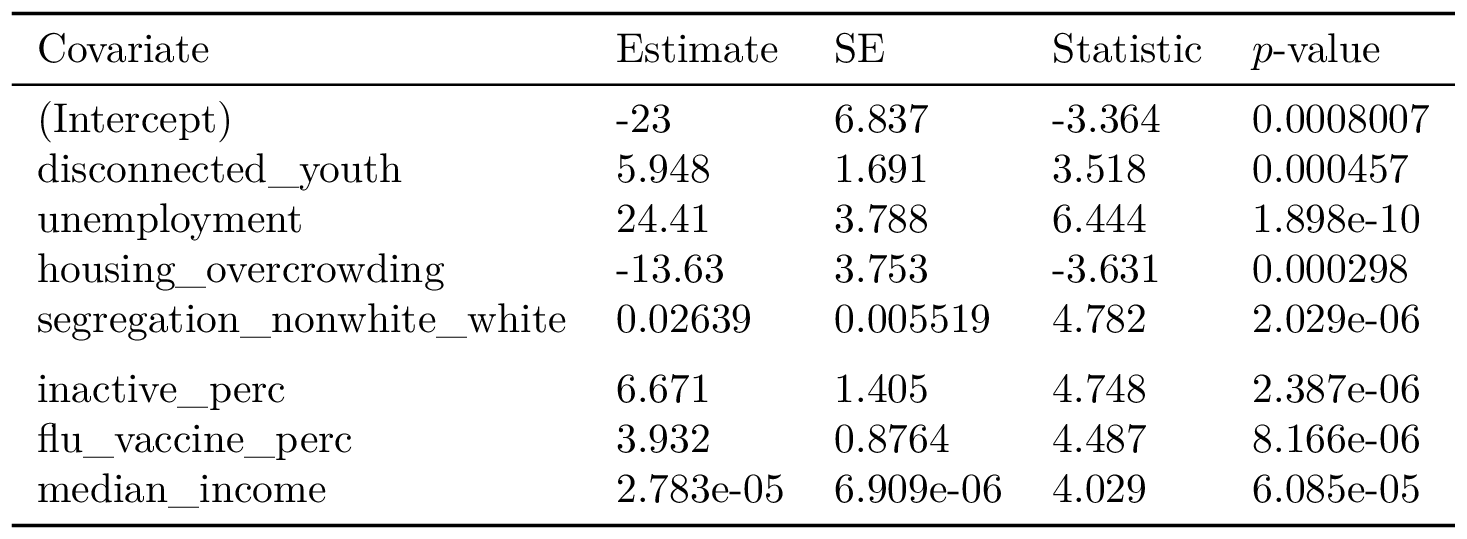 Covariate Estimate SE Statistic p-value
(Intercept) -23 6.837 -3.364 0.0008007
disconnected_youth 5.948 1.691 3.518 0.000457
unemployment 24.41 3.788 6.444 1.898e-10
housing_overcrowding -13.63 3.753 -3.631 0.000298
segregation_nonwhite_white 0.02639 0.005519 4.782 2.029e-06
inactive_perc 6.671 1.405 4.748 2.387e-06
flu_vaccine_perc 3.932 0.8764 4.487 8.166e-06
median_income 2.783e-05 6.909e-06 4.029 6.085e-05